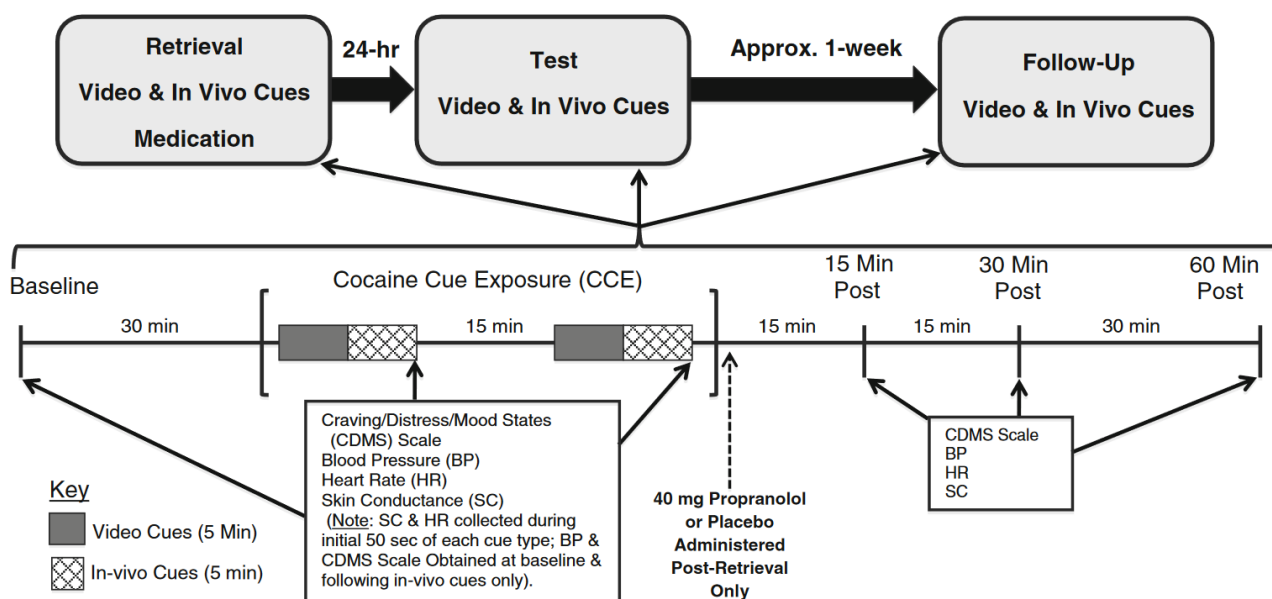 Retrieval
Video & In Vivo Cues
Medication
24-hr
Test
Video & In Vivo Cues
Approx. 1-week
Follow-Up
Video & In Vivo Cues
Baseline
Cocaine Cue Exposure (CCE)
15 Min
Post
30 Min
Post
60 Min
Post
30 min
15 min
15 min
15 min
30 min
Craving/Distress/Mood States
(CDMS) Scale
Blood Pressure (BP)
Heart Rate (HR)
Skin Conductance (SC)
(Note: SC & HR collected during
initial 50 sec of each cue type; BP &
CDMS Scale Obtained at baseline &
following in-vivo cues only).
40 mg Propranolol
or Placebo
Administered
Post-Retrieval
Only
CDMS Scale
BP
HR
SC
Key
Video Cues (5 Min)
In-vivo Cues (5 min)